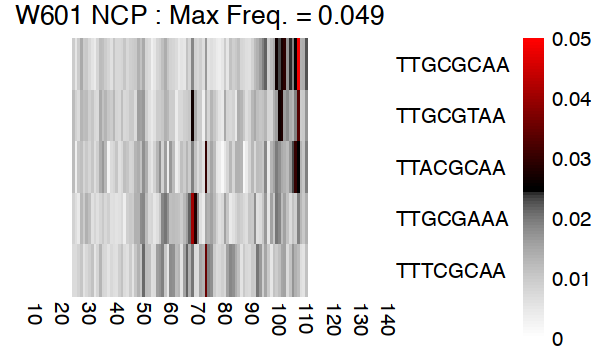 W601 NCP : Max Freq. = 0.049
TTGCGCAA
TTGCGTAA
TTACGCAA
TTGCGAAA
TTTCGCAA
0.05
0.04
0.03
0.02
0.01
0
10 20 30 40 50 60 70 80 90 100 110 120 130 140